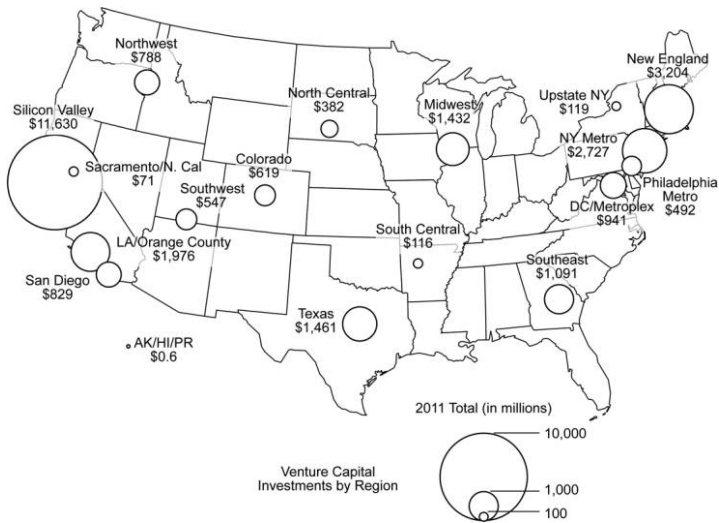 Northwest
$788
New England
$3,204
North Central
$382
Upstate NY
$119
Midwest
$1,432
Silicon Valley
$11,630
NY Metro
$2,727
Sacramento/N. Cal
$71
Colorado
$619
Philadelphia
Metro
$492
Southwest
$547
DC/Metroplex
$941
South Central
$116
LA/Orange County
$1,976
Southeast
$1,091
San Diego
$829
Texas
$1,461
AK/HI/PR
$0.6
2011 Total (in millions)
10,000
Venture Capital
Investments by Region
1,000
100